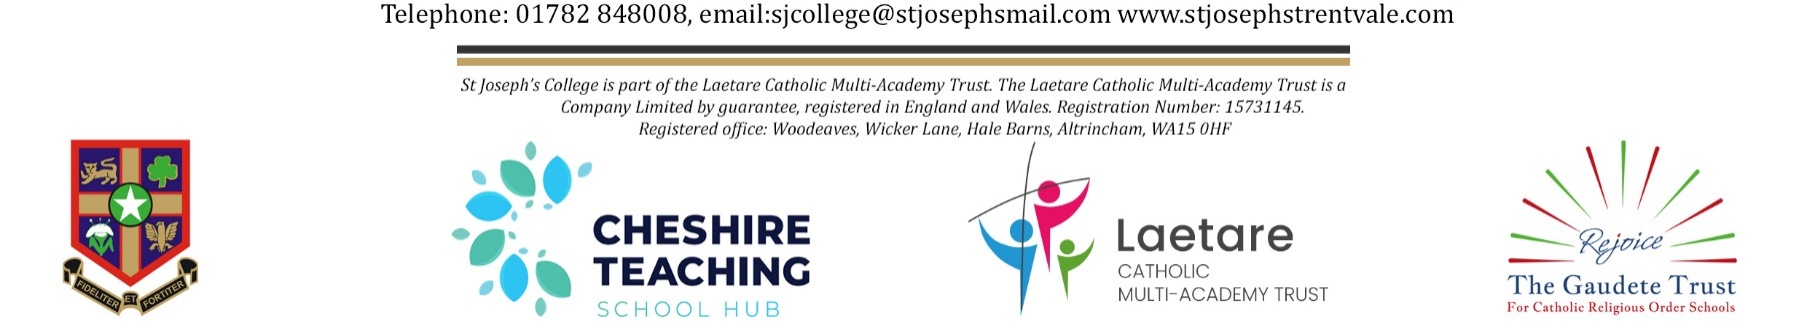 Telephone: 01782 848008, email:sjcollege@stjosephsmail.com www.stjosephstrentvale.com
St Joseph's College is part of the Laetare Catholic Multi-Academy Trust. The Laetare Catholic Multi-Academy Trust is a
Company Limited by guarantee, registered in England and Wales. Registration Number: 15731145.
Registered office: Woodeaves, Wicker Lane, Hale Barns, Altrincham, WA15 0HF
FIDELITER ET FORTITER
CHESHIRE
TEACHING
SCHOOL HUB
Laetare
CATHOLIC
MULTI-ACADEMY TRUST
Rejoice
The Gaudete Trust
For Catholic Religious Order Schools